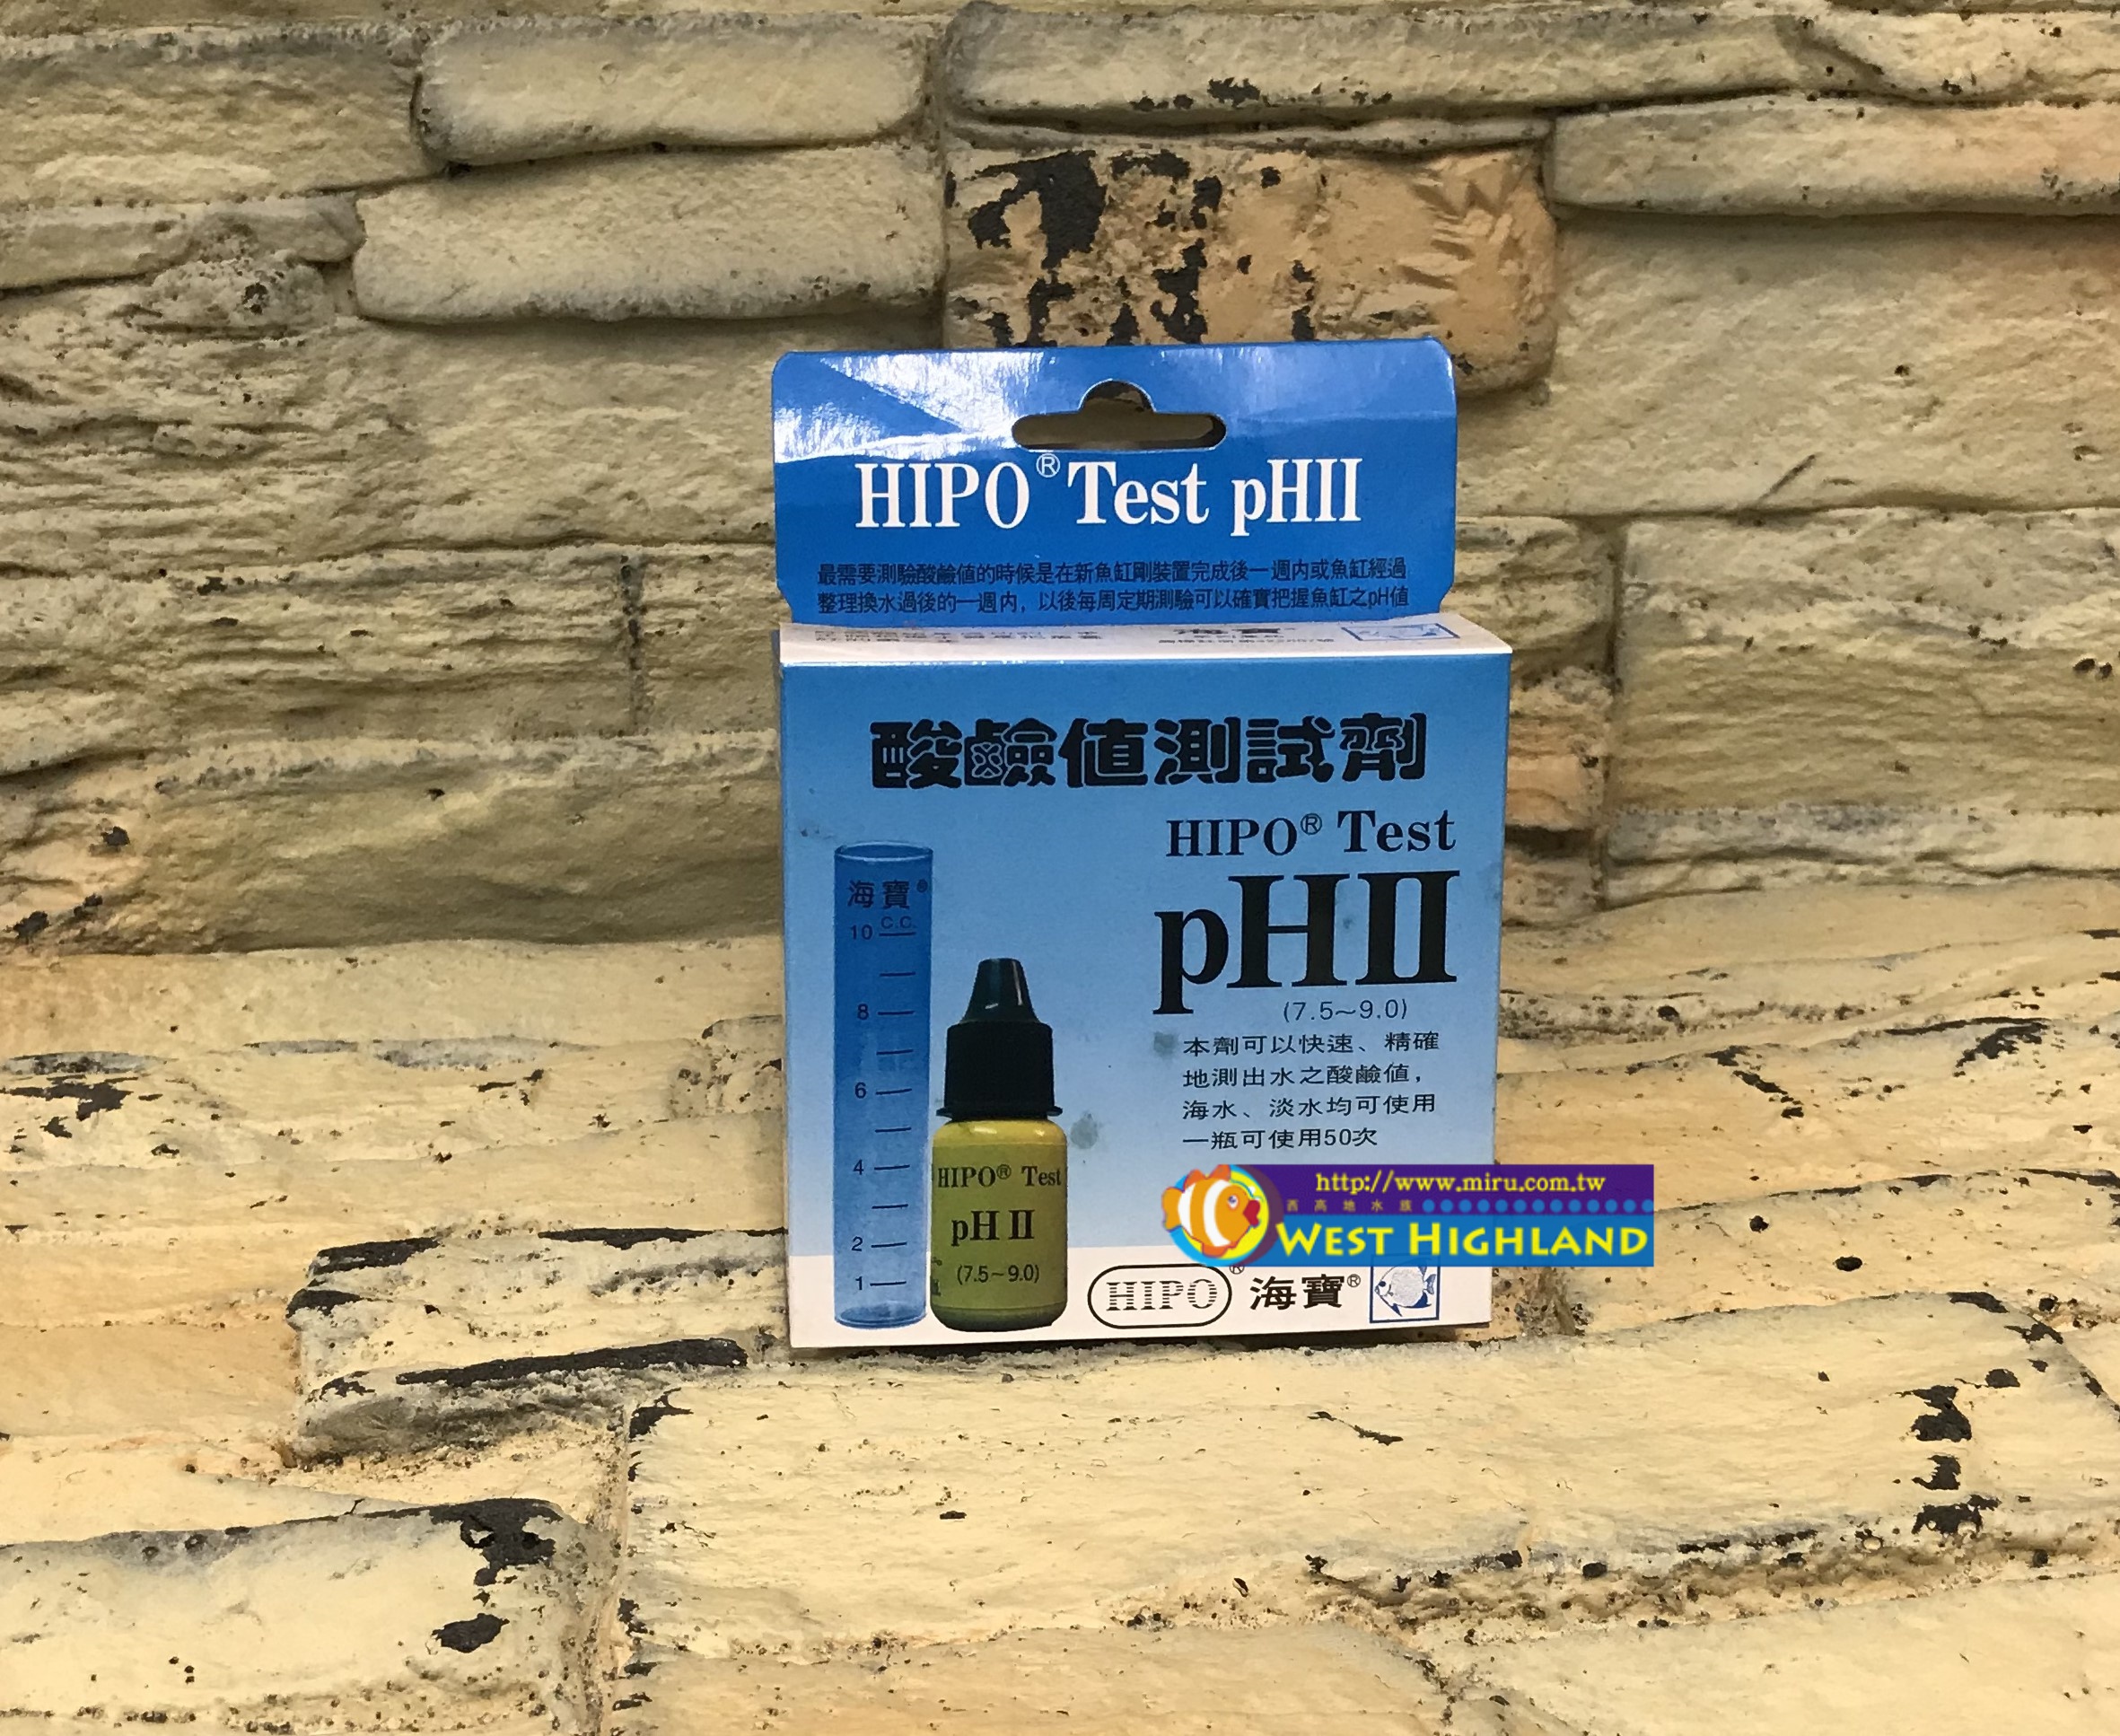 HIPO® Test pHII
最需要測驗酸鹼值的時候是在新魚缸剛裝置完成後一週內或魚缸經過
整理換水過後的一週內，以後每周定期測驗可以確實把握魚缸之pH值
海寶®
酸鹼值測試劑
HIPO® Test
pHII
(7.5~9.0)
本劑可以快速、精確
地測出水之酸鹼值，
海水、淡水均可使用
一瓶可使用50次
海寶®
C.C.
10
8
6
4
2
1
HIPO® Test
pH II
(7.5~9.0)
http://www.miru.com.tw
西高地水族
WEST HIGHLAND
HIPO® 海寶®